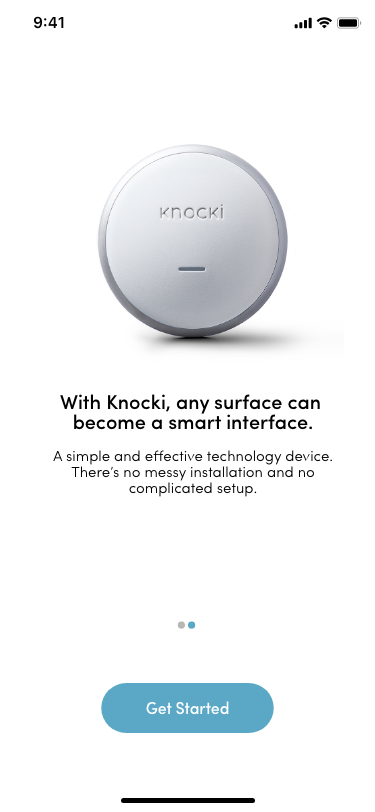 9:41
knocki
With Knocki, any surface can
become a smart interface.
A simple and effective technology device.
There's no messy installation and no
complicated setup.
Get Started